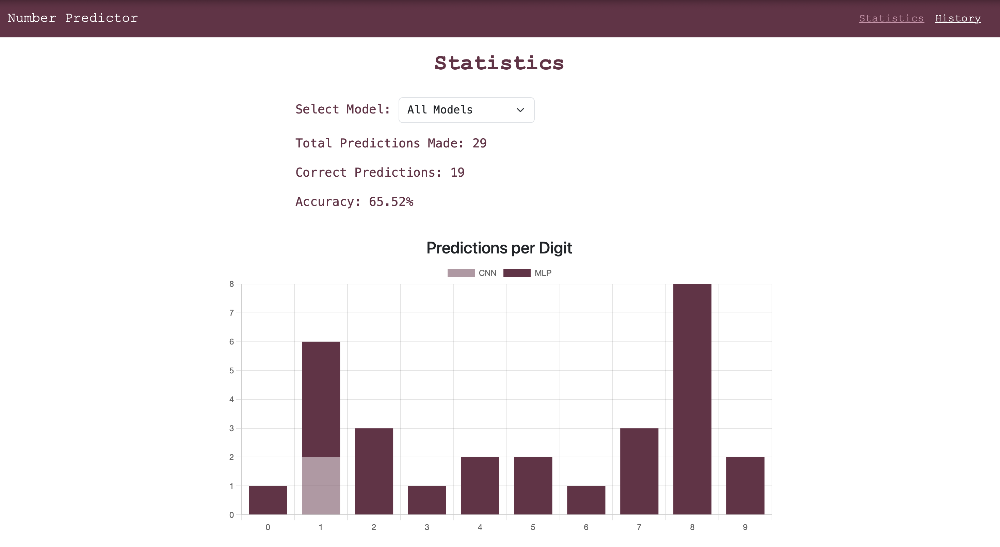 Number Predictor Statistics History
Statistics
Select Model: All Models
Total Predictions Made: 29
Correct Predictions: 19
Accuracy: 65.52%
Predictions per Digit
CNN MLP
8
7
6
5
4
3
2
1
0
0 1 2 3 4 5 6 7 8 9